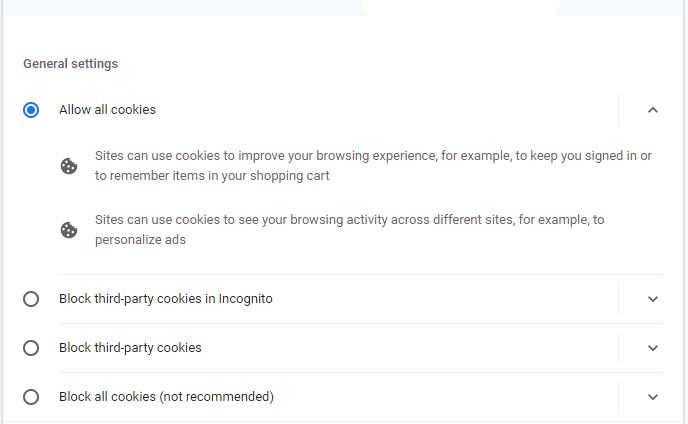 General settings
Allow all cookies
Sites can use cookies to improve your browsing experience, for example, to keep you signed in or
to remember items in your shopping cart
Sites can use cookies to see your browsing activity across different sites, for example, to
personalize ads
Block third-party cookies in Incognito
Block third-party cookies
Block all cookies (not recommended)